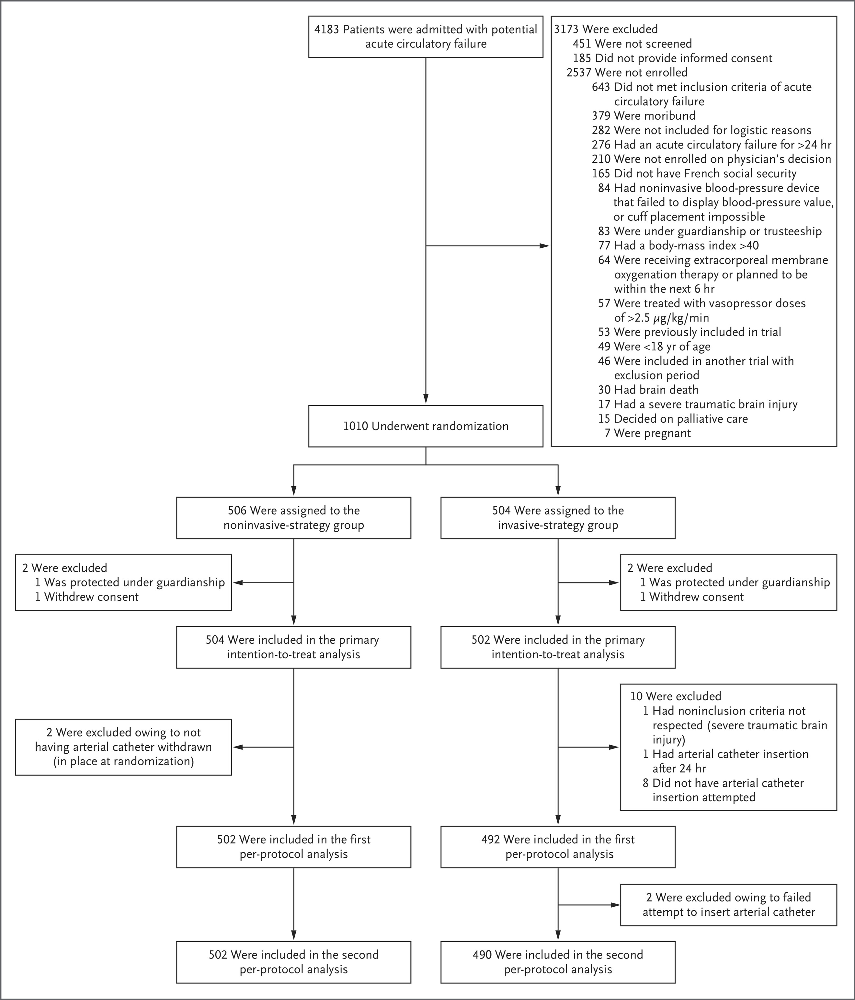 4183 Patients were admitted with potential
acute circulatory failure
3173 Were excluded
451 Were not screened
185 Did not provide informed consent
2537 Were not enrolled
643 Did not met inclusion criteria of acute
circulatory failure
379 Were moribund
282 Were not included for logistic reasons
276 Had an acute circulatory failure for >24 hr
210 Were not enrolled on physician's decision
165 Did not have French social security
84 Had noninvasive blood-pressure device
that failed to display blood-pressure value,
or cuff placement impossible
83 Were under guardianship or trusteeship
77 Had a body-mass index >40
64 Were receiving extracorporeal membrane
oxygenation therapy or planned to be
within the next 6 hr
57 Were treated with vasopressor doses
of >2.5 µg/kg/min
53 Were previously included in trial
49 Were <18 yr of age
46 Were included in another trial with
exclusion period
30 Had brain death
17 Had a severe traumatic brain injury
15 Decided on palliative care
7 Were pregnant
1010 Underwent randomization
506 Were assigned to the
noninvasive-strategy group
504 Were assigned to the
invasive-strategy group
2 Were excluded
1 Was protected under guardianship
1 Withdrew consent
2 Were excluded
1 Was protected under guardianship
1 Withdrew consent
504 Were included in the primary
intention-to-treat analysis
502 Were included in the primary
intention-to-treat analysis
2 Were excluded owing to not
having arterial catheter withdrawn
(in place at randomization)
10 Were excluded
1 Had noninclusion criteria not
respected (severe traumatic brain
injury)
1 Had arterial catheter insertion
after 24 hr
8 Did not have arterial catheter
insertion attempted
502 Were included in the first
per-protocol analysis
492 Were included in the first
per-protocol analysis
2 Were excluded owing to failed
attempt to insert arterial catheter
502 Were included in the second
per-protocol analysis
490 Were included in the second
per-protocol analysis